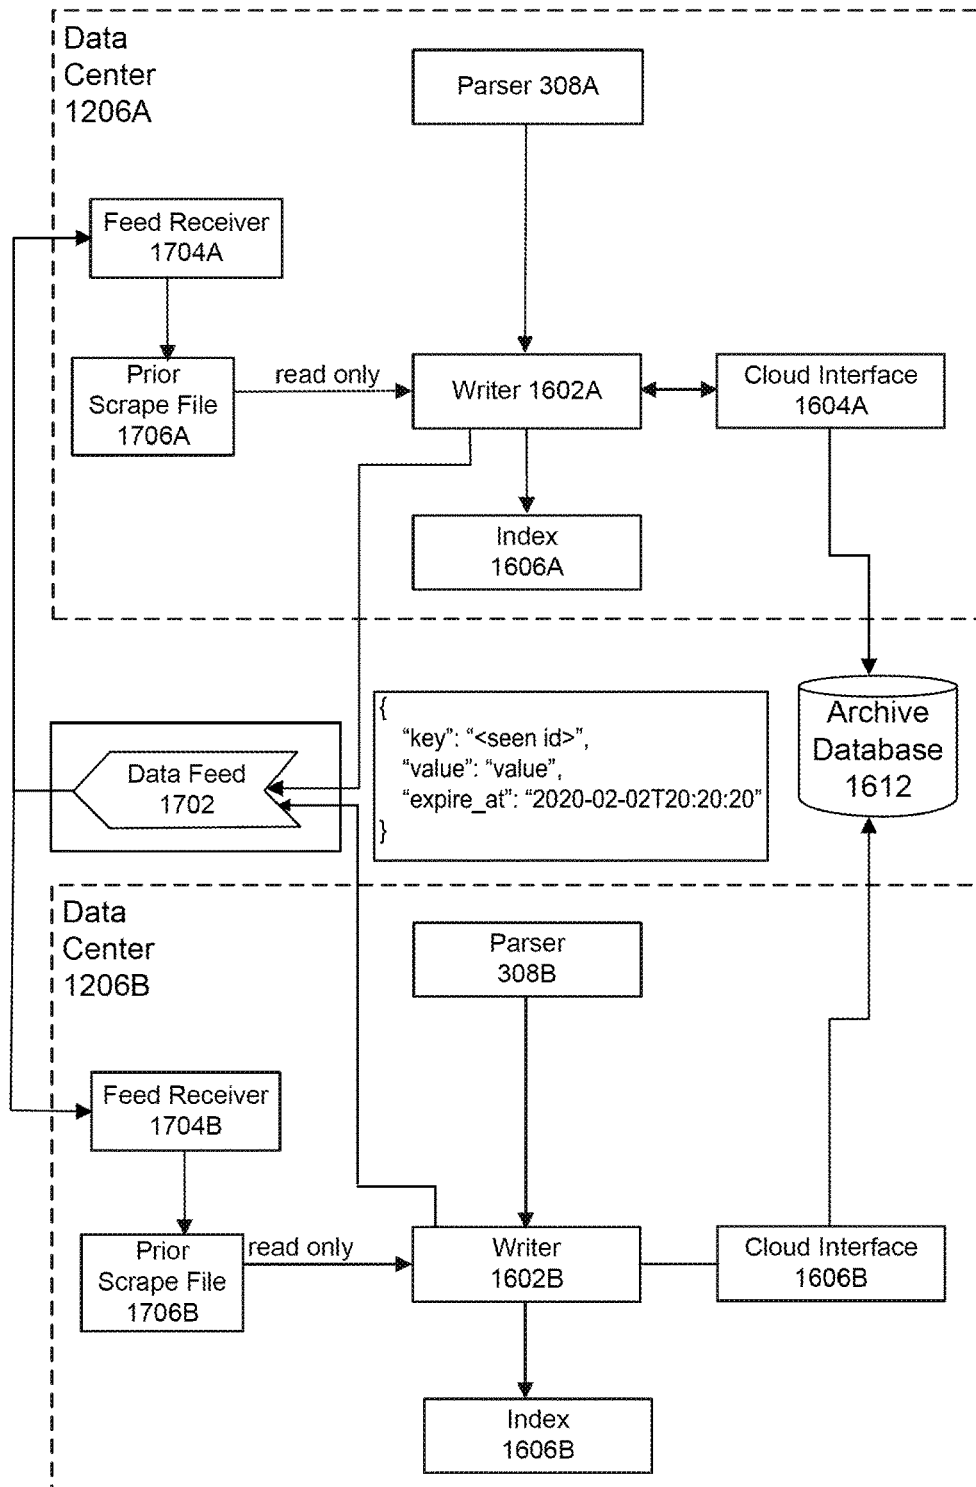 Data
Center
1206A
Parser 308A
Feed Receiver
1704A
Prior
Scrape File
1706A
read only
Writer 1602A
Cloud Interface
1604A
Index
1606A
Data Feed
1702
{
“key”: “<seen id>”,
“value”: “value”,
“expire_at”: “2020-02-02T20:20:20”
}
Archive
Database
1612
Data
Center
1206B
Parser
308B
Feed Receiver
1704B
Prior
Scrape File
1706B
read only
Writer
1602B
Cloud Interface
1606B
Index
1606B